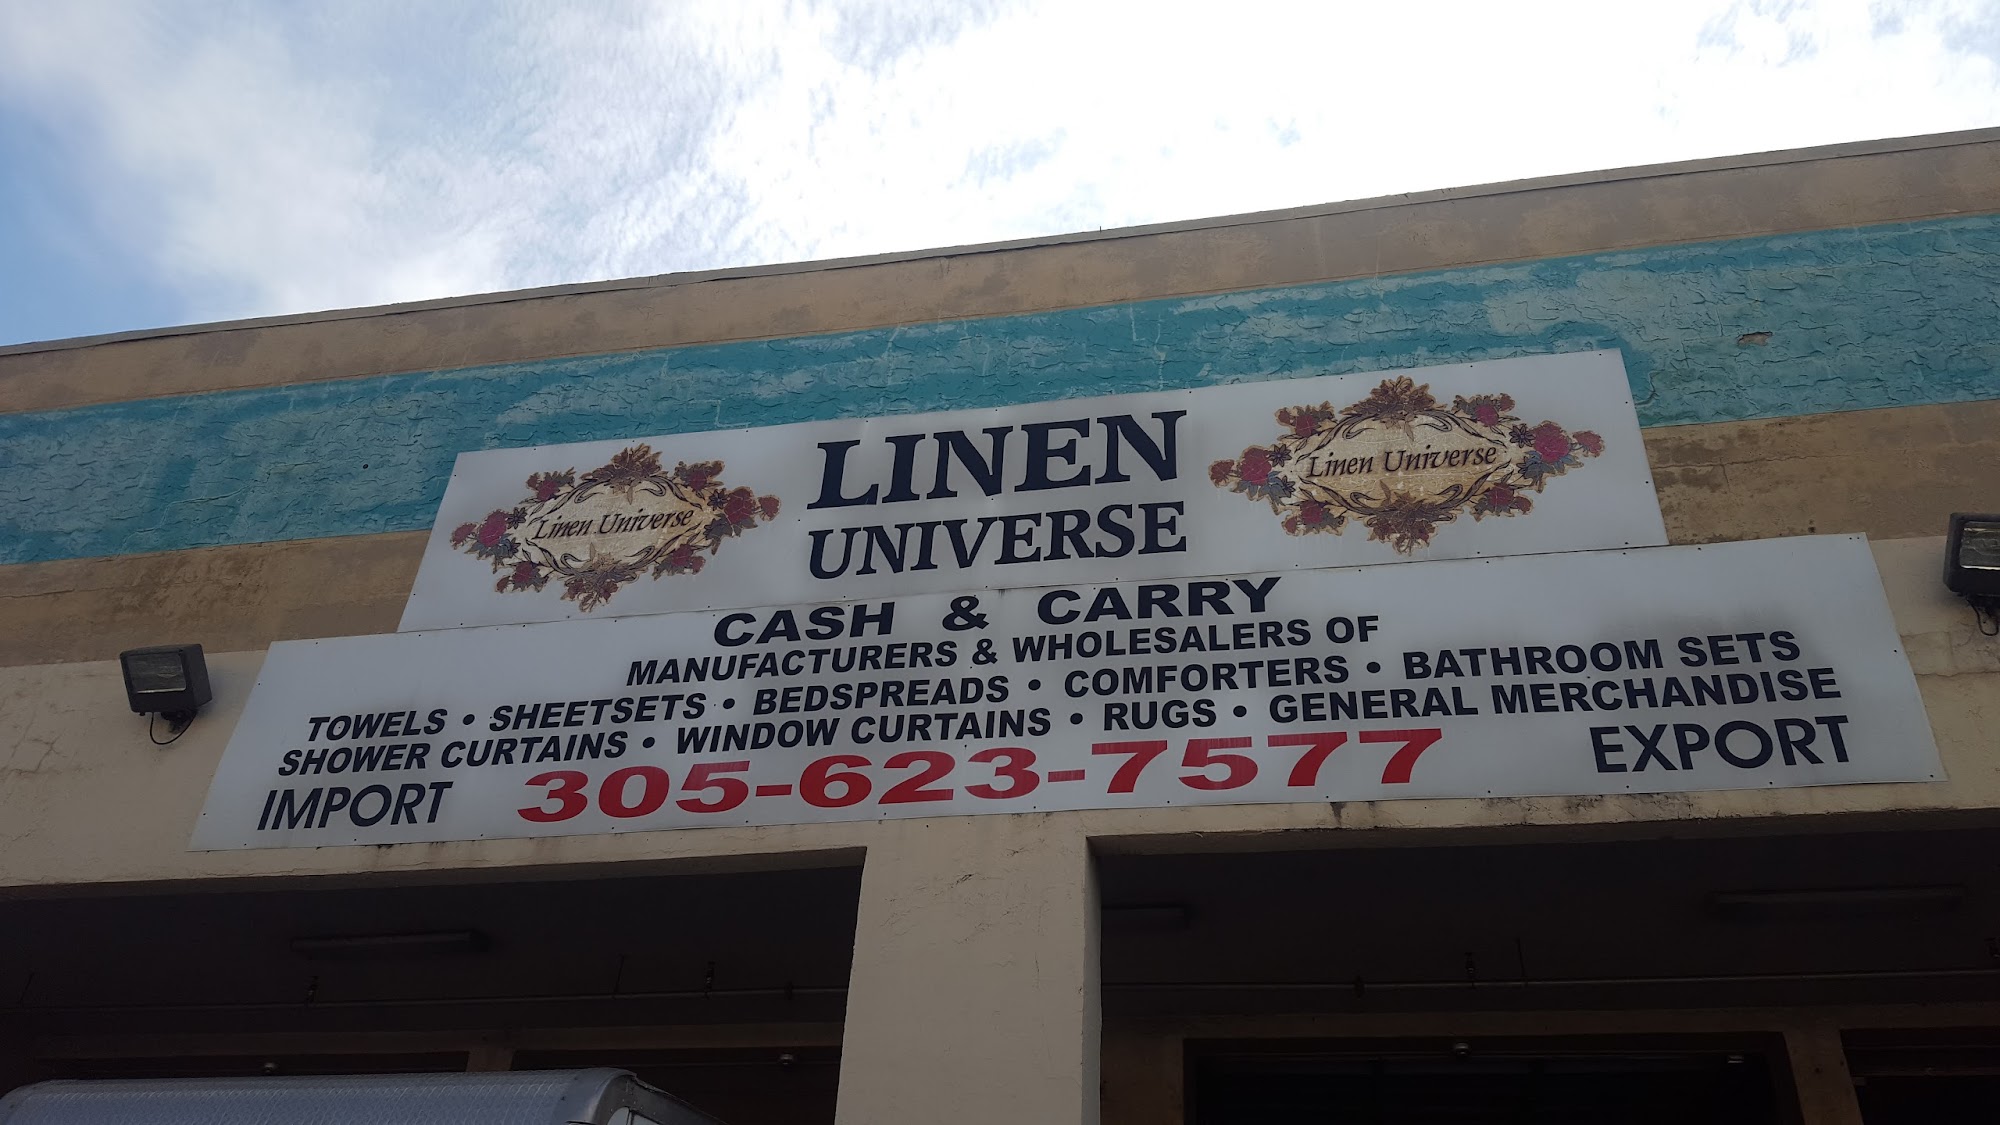 Linen Universe
LINEN
UNIVERSE
Linen Universe
CASH & CARRY
MANUFACTURERS & WHOLESALERS OF
TOWELS • SHEETSETS • BEDSPREADS • COMFORTERS • BATHROOM SETS
SHOWER CURTAINS • WINDOW CURTAINS • RUGS • GENERAL MERCHANDISE
IMPORT 305-623-7577 EXPORT